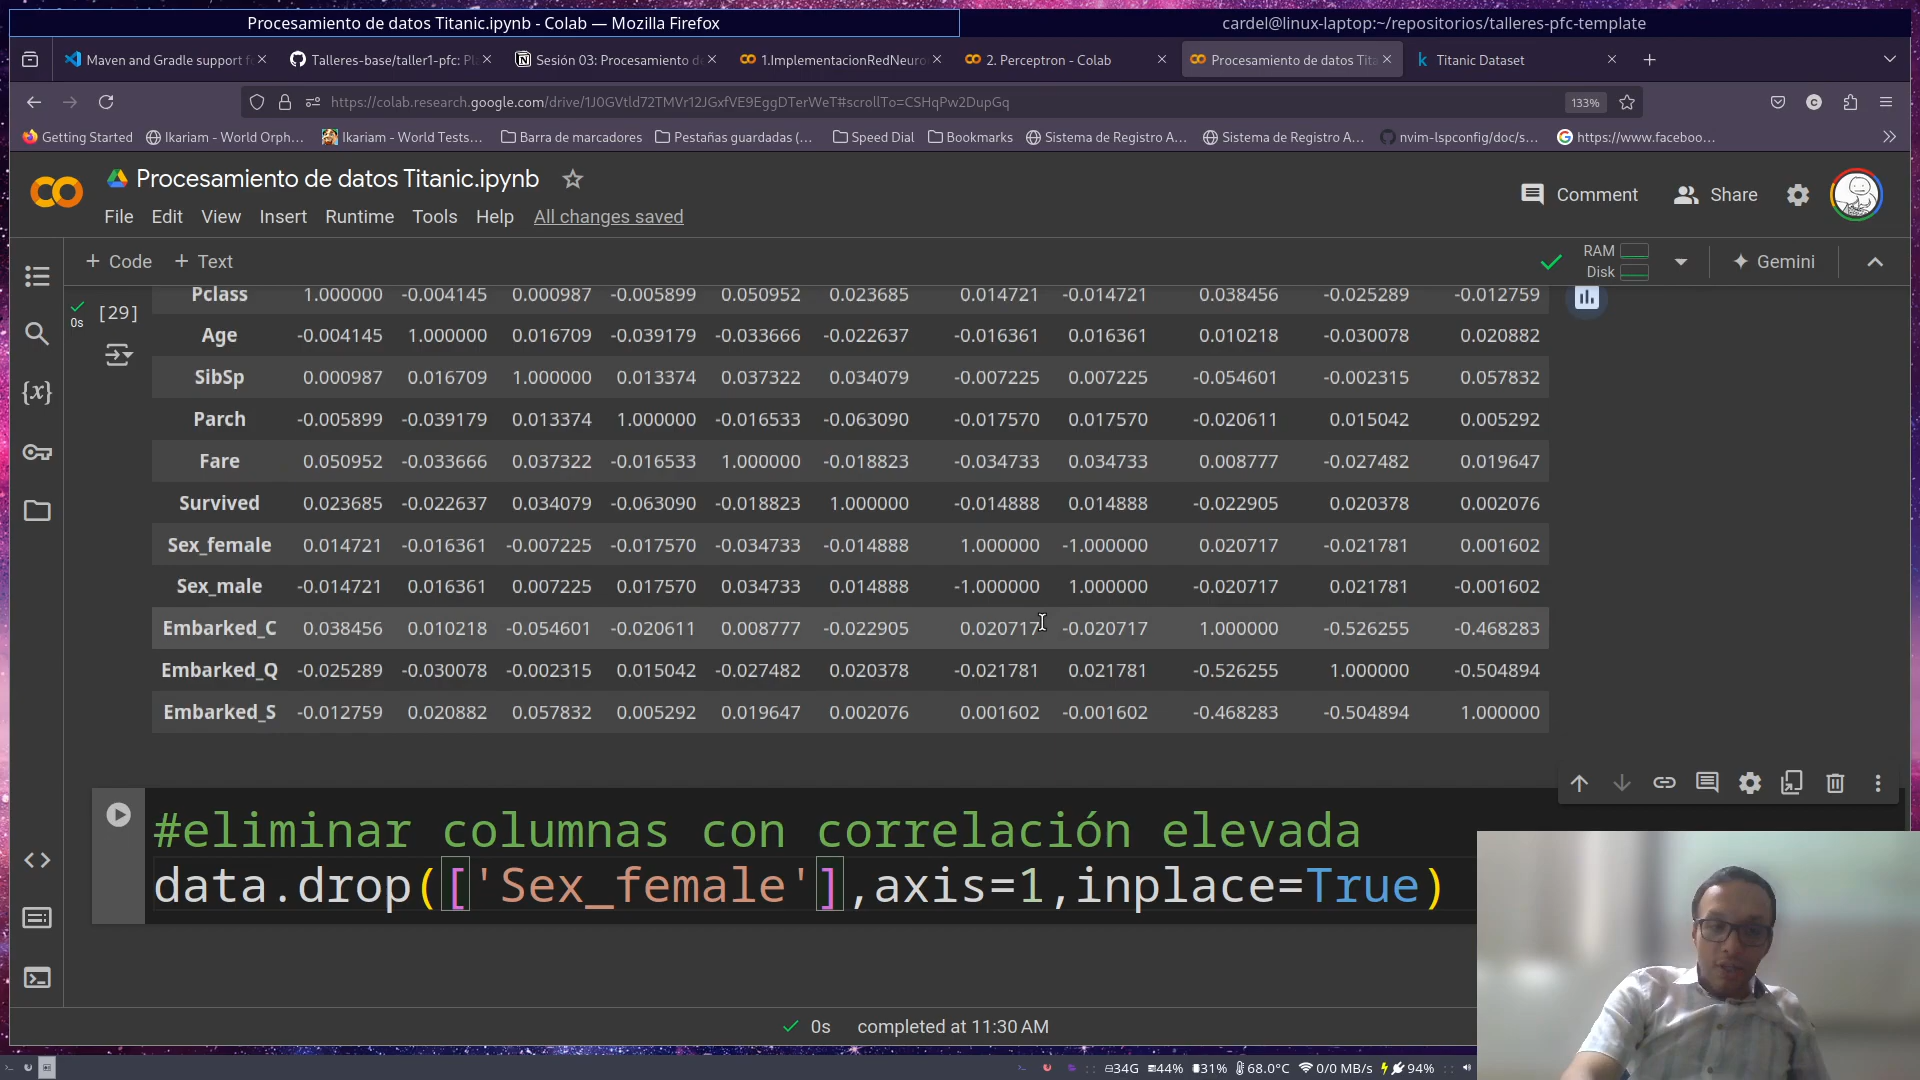 Procesamiento de datos Titanic.ipynb - Colab — Mozilla Firefox
cardel@linux-laptop:~/repositorios/talleres-pfc-template
Maven and Gradle support f
Talleres-base/taller1-pfc: Pl
Sesión 03: Procesamiento d
1.ImplementacionRedNeuro
2. Perceptron - Colab
Procesamiento de datos Tita
Titanic Dataset
https://colab.research.google.com/drive/1J0GVtld72TMVr12JGxfVE9EggDTerWeT#scrollTo=CSHqPw2DupGq
133%
Getting Started
Ikariam - World Orph...
Ikariam - World Tests...
Barra de marcadores
Pestañas guardadas (...
Speed Dial
Bookmarks
Sistema de Registro A...
Sistema de Registro A...
nvim-lspconfig/doc/s...
https://www.faceboo...
Procesamiento de datos Titanic.ipynb
Comment
Share
File Edit View Insert Runtime Tools Help All changes saved
+ Code + Text
RAM
Disk
Gemini
0s
[29]
Pclass 1.000000 -0.004145 0.000987 -0.005899 0.050952 0.023685 0.014721 -0.014721 0.038456 -0.025289 -0.012759
Age -0.004145 1.000000 0.016709 -0.039179 -0.033666 -0.022637 -0.016361 0.016361 0.010218 -0.030078 0.020882
SibSp 0.000987 0.016709 1.000000 0.013374 0.037322 0.034079 -0.007225 0.007225 -0.054601 -0.002315 0.057832
Parch -0.005899 -0.039179 0.013374 1.000000 -0.016533 -0.063090 -0.017570 0.017570 -0.020611 0.015042 0.005292
Fare 0.050952 -0.033666 0.037322 -0.016533 1.000000 -0.018823 -0.034733 0.034733 0.008777 -0.027482 0.019647
Survived 0.023685 -0.022637 0.034079 -0.063090 -0.018823 1.000000 -0.014888 0.014888 -0.022905 0.020378 0.002076
Sex_female 0.014721 -0.016361 -0.007225 -0.017570 -0.034733 -0.014888 1.000000 -1.000000 0.020717 -0.021781 0.001602
Sex_male -0.014721 0.016361 0.007225 0.017570 0.034733 0.014888 -1.000000 1.000000 -0.020717 0.021781 -0.001602
Embarked_C 0.038456 0.010218 -0.054601 -0.020611 0.008777 -0.022905 0.020717 -0.020717 1.000000 -0.526255 -0.468283
Embarked_Q -0.025289 -0.030078 -0.002315 0.015042 -0.027482 0.020378 -0.021781 0.021781 -0.526255 1.000000 -0.504894
Embarked_S -0.012759 0.020882 0.057832 0.005292 0.019647 0.002076 0.001602 -0.001602 -0.468283 -0.504894 1.000000
#eliminar columnas con correlación elevada
data.drop(['Sex_female'],axis=1,inplace=True)
0s completed at 11:30 AM
34G 44% 31% 68.0°C 0/0 MB/s 94%